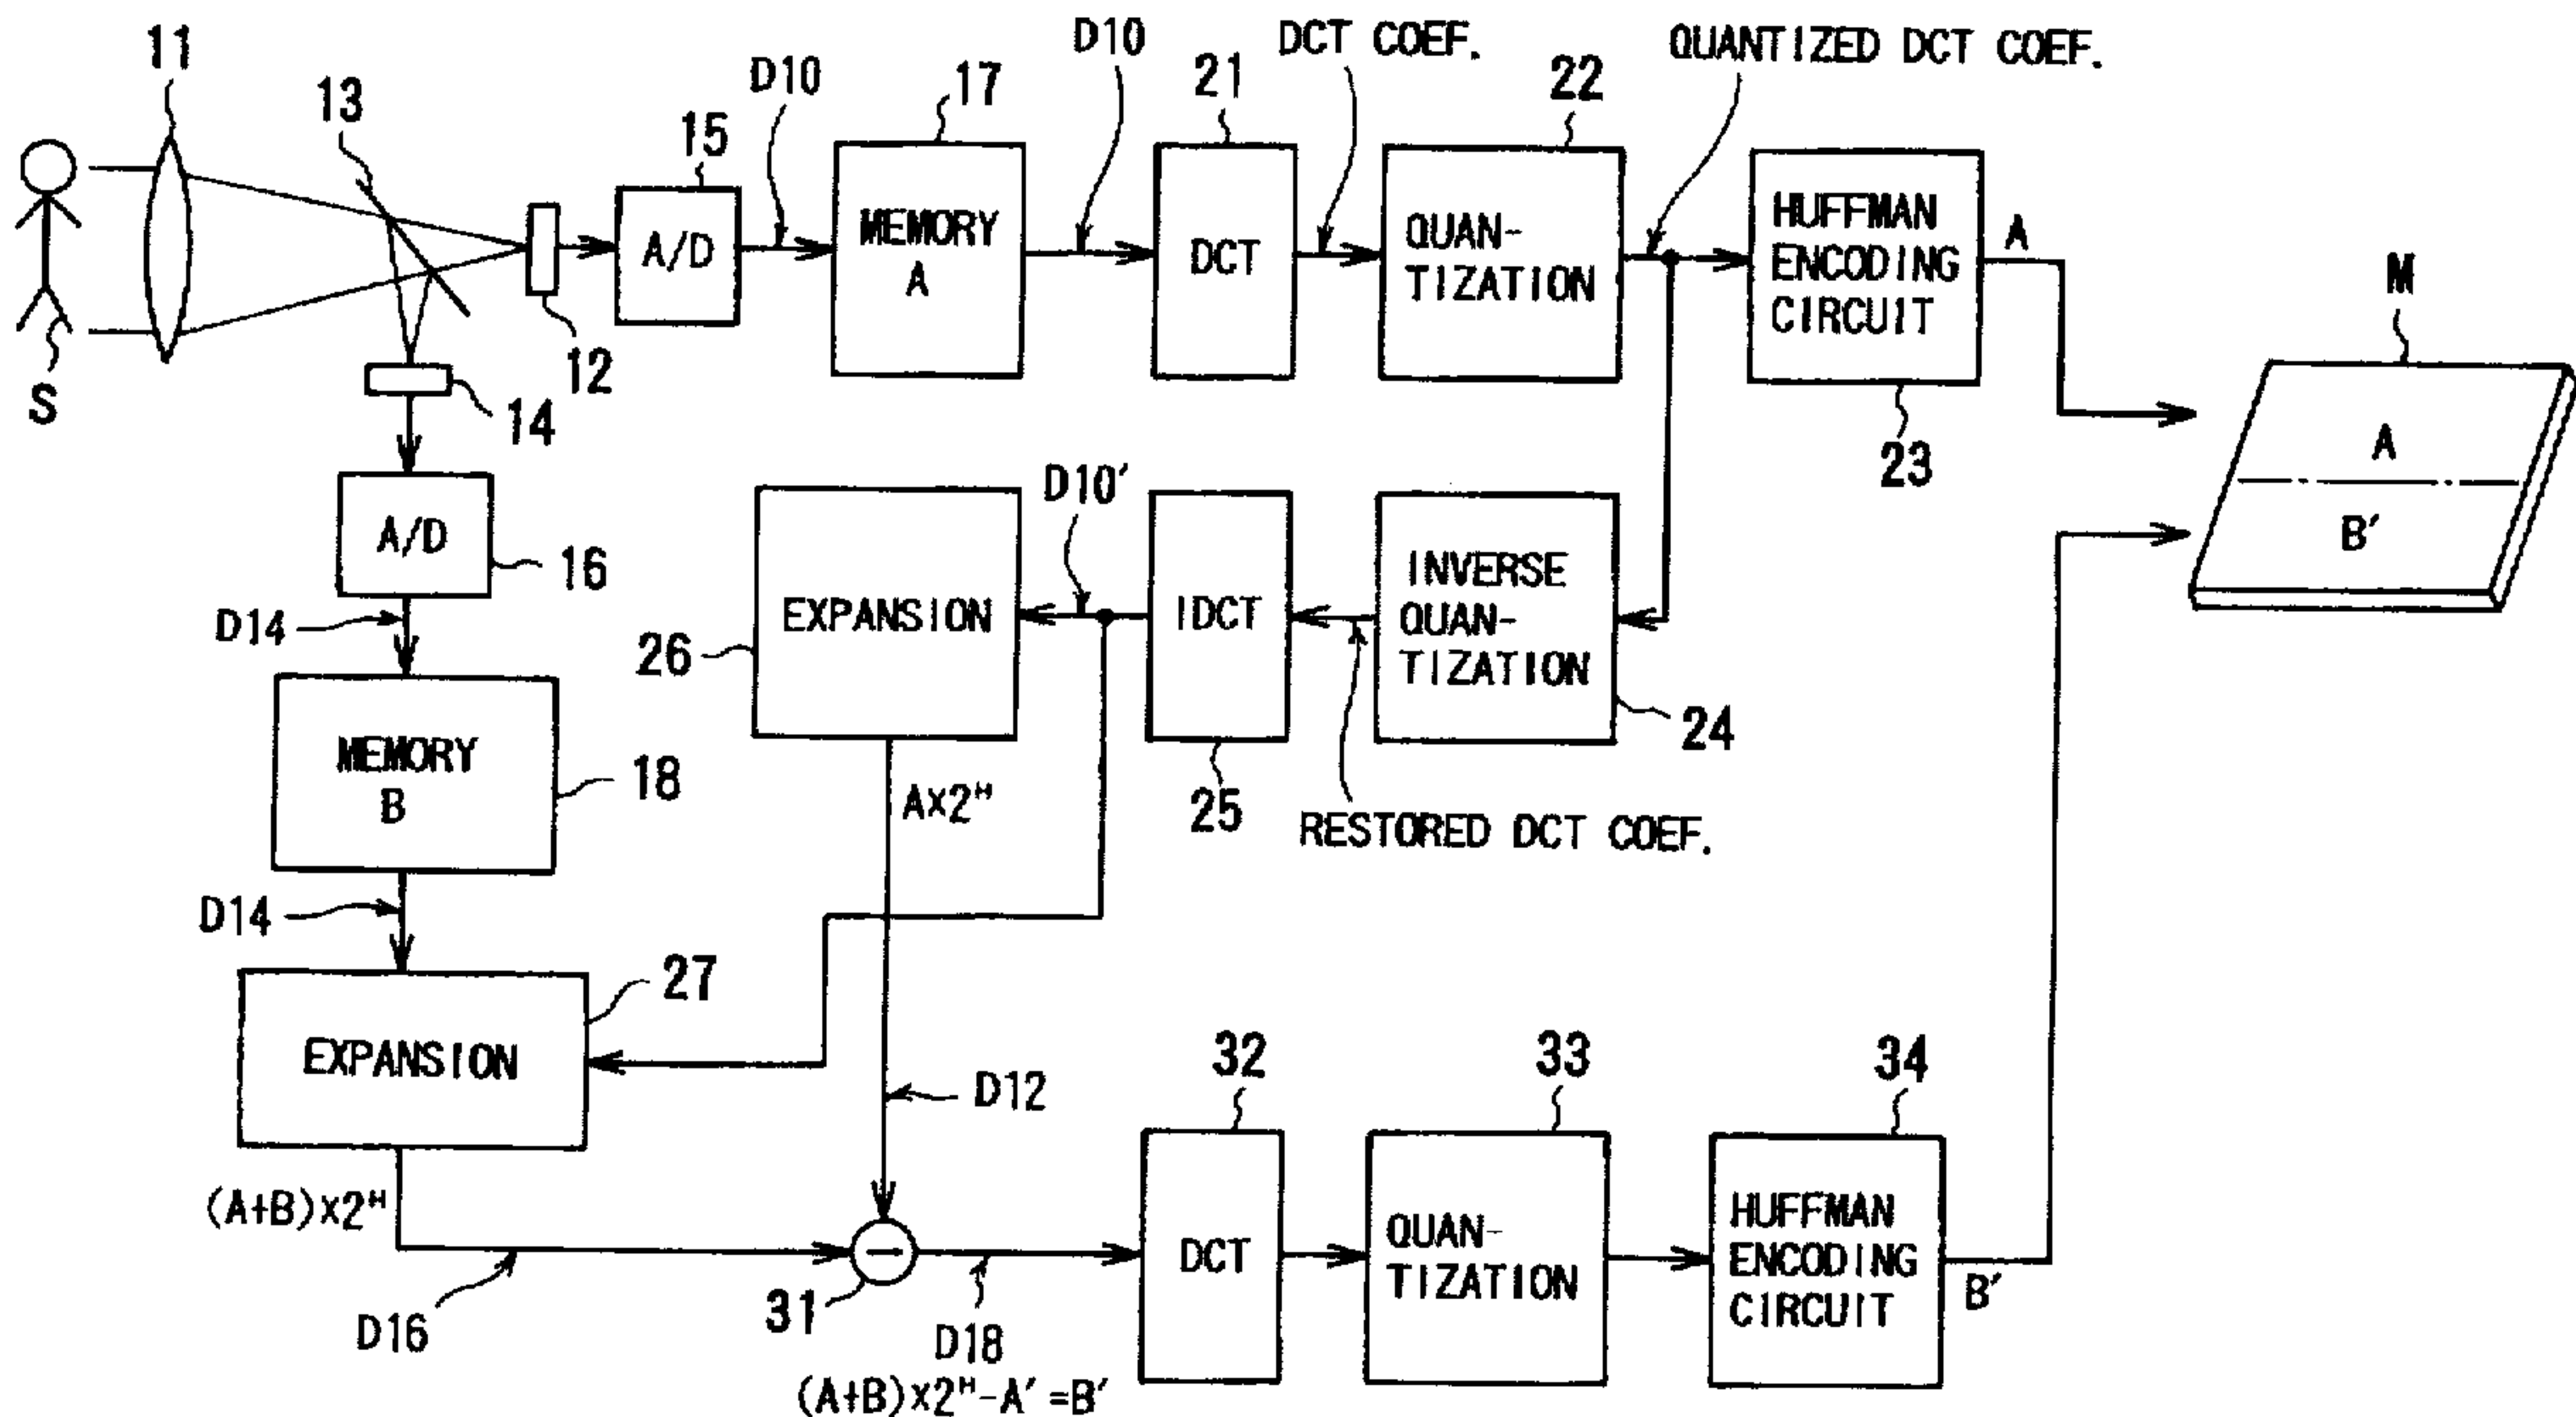 11
13
S
12
14
15
A/D
D10
17
MEMORY
A
D10
21
DCT
DCT COEF.
22
QUAN-
TIZATION
QUANTIZED DCT COEF.
HUFFMAN
ENCODING
CIRCUIT
23
A
M
A
B′
A/D
16
D14
MEMORY
B
18
D14
EXPANSION
27
EXPANSION
26
D10′
IDCT
25
INVERSE
QUAN-
TIZATION
24
RESTORED DCT COEF.
A×2ᴴ
D12
(A+B)×2ᴴ
D16
31
D18
(A+B)×2ᴴ-A′=B′
32
DCT
33
QUAN-
TIZATION
34
HUFFMAN
ENCODING
CIRCUIT
B′